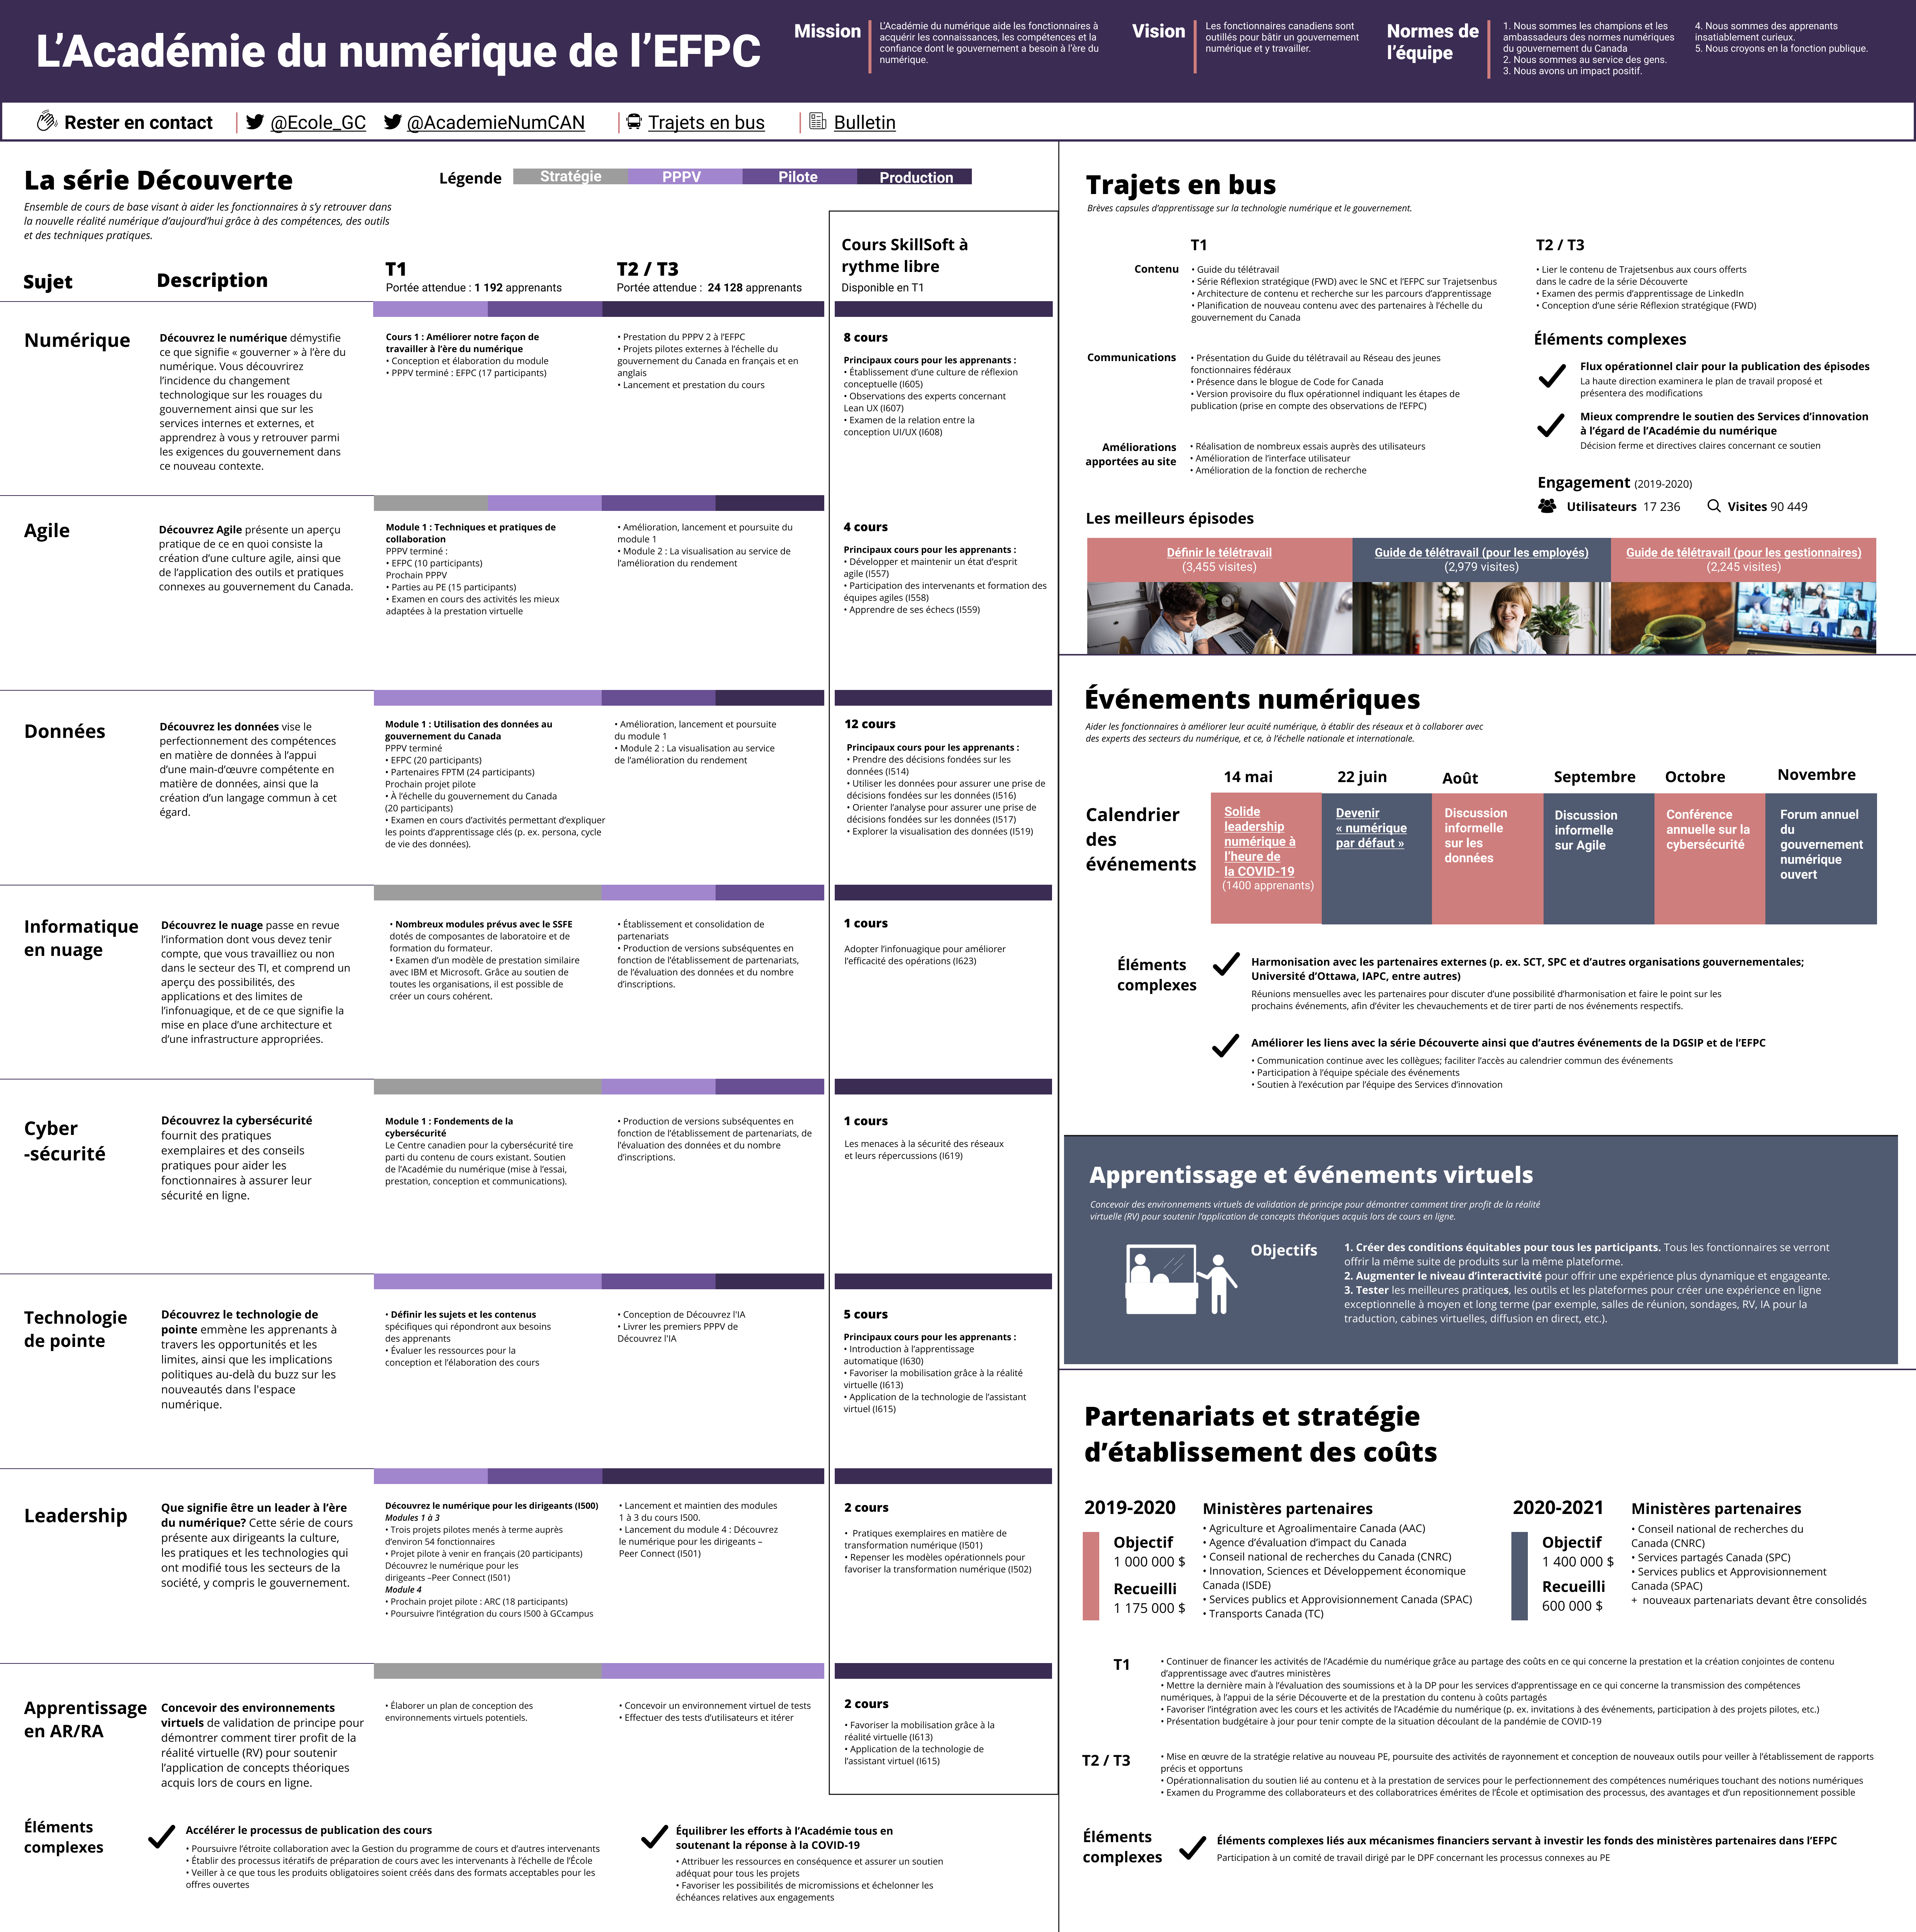 L'Académie du numérique de l'EFPC
Mission
L'Académie du numérique aide les fonctionnaires à
acquérir les connaissances, les compétences et la
confiance dont le gouvernement a besoin à l'ère du
numérique.
Vision
Les fonctionnaires canadiens sont
outillés pour bâtir un gouvernement
numérique et y travailler.
Normes de
l'équipe
1. Nous sommes les champions et les
ambassadeurs des normes numériques
du gouvernement du Canada
2. Nous sommes au service des gens.
3. Nous avons un impact positif.
4. Nous sommes des apprenants
insatiablement curieux.
5. Nous croyons en la fonction publique.
Rester en contact
@Ecole_GC
@AcademieNumCAN
Trajets en bus
Bulletin
La série Découverte
Ensemble de cours de base visant à aider les fonctionnaires à s'y retrouver dans
la nouvelle réalité numérique d'aujourd'hui grâce à des compétences, des outils
et des techniques pratiques.
Légende
Stratégie
PPPV
Pilote
Production
Sujet
Description
T1
Portée attendue : 1 192 apprenants
T2 / T3
Portée attendue : 24 128 apprenants
Cours SkillSoft à
rythme libre
Disponible en T1
Numérique
Découvrez le numérique démystifie
ce que signifie « gouverner » à l'ère du
numérique. Vous découvrirez
l'incidence du changement
technologique sur les rouages du
gouvernement ainsi que sur les
services internes et externes, et
apprendrez à vous y retrouver parmi
les exigences du gouvernement dans
ce nouveau contexte.
Cours 1 : Améliorer notre façon de
travailler à l'ère du numérique
• Conception et élaboration du module
• PPPV terminé : EFPC (17 participants)
• Prestation du PPPV 2 à l'EFPC
• Projets pilotes externes à l'échelle du
gouvernement du Canada en français et en
anglais
• Lancement et prestation du cours
8 cours
Principaux cours pour les apprenants :
• Établissement d'une culture de réflexion
conceptuelle (I605)
• Observations des experts concernant
Lean UX (I607)
• Examen de la relation entre la
conception UI/UX (I608)
Agile
Découvrez Agile présente un aperçu
pratique de ce en quoi consiste la
création d'une culture agile, ainsi que
de l'application des outils et pratiques
connexes au gouvernement du Canada.
Module 1 : Techniques et pratiques de
collaboration
PPPV terminé :
• EFPC (10 participants)
Prochain PPPV
• Parties au PE (15 participants)
• Examen en cours des activités les mieux
adaptées à la prestation virtuelle
• Amélioration, lancement et poursuite du
module 1
• Module 2 : La visualisation au service de
l'amélioration du rendement
4 cours
Principaux cours pour les apprenants :
• Développer et maintenir un état d'esprit
agile (I557)
• Participation des intervenants et formation des
équipes agiles (I558)
• Apprendre de ses échecs (I559)
Données
Découvrez les données vise le
perfectionnement des compétences
en matière de données à l'appui
d'une main-d'œuvre compétente en
matière de données, ainsi que la
création d'un langage commun à cet
égard.
Module 1 : Utilisation des données au
gouvernement du Canada
PPPV terminé
• EFPC (20 participants)
• Partenaires FPTM (24 participants)
Prochain projet pilote
• À l'échelle du gouvernement du Canada
(20 participants)
• Examen en cours d'activités permettant d'expliquer
les points d'apprentissage clés (p. ex. persona, cycle
de vie des données).
• Amélioration, lancement et poursuite
du module 1
• Module 2 : La visualisation au service
de l'amélioration du rendement
12 cours
Principaux cours pour les apprenants :
• Prendre des décisions fondées sur les
données (I514)
• Utiliser les données pour assurer une prise de
décisions fondées sur les données (I516)
• Orienter l'analyse pour assurer une prise de
décisions fondées sur les données (I517)
• Explorer la visualisation des données (I519)
Informatique
en nuage
Découvrez le nuage passe en revue
l'information dont vous devez tenir
compte, que vous travailliez ou non
dans le secteur des TI, et comprend un
aperçu des possibilités, des
applications et des limites de
l'infonuagique, et de ce que signifie la
mise en place d'une architecture et
d'une infrastructure appropriées.
• Nombreux modules prévus avec le SSFE
dotés de composantes de laboratoire et de
formation du formateur.
• Examen d'un modèle de prestation similaire
avec IBM et Microsoft. Grâce au soutien de
toutes les organisations, il est possible de
créer un cours cohérent.
• Établissement et consolidation de
partenariats
• Production de versions subséquentes en
fonction de l'établissement de partenariats,
de l'évaluation des données et du nombre
d'inscriptions.
1 cours
Adopter l'infonuagique pour améliorer
l'efficacité des opérations (I623)
Cyber
-sécurité
Découvrez la cybersécurité
fournit des pratiques
exemplaires et des conseils
pratiques pour aider les
fonctionnaires à assurer leur
sécurité en ligne.
Module 1 : Fondements de la
cybersécurité
Le Centre canadien pour la cybersécurité tire
parti du contenu de cours existant. Soutien
de l'Académie du numérique (mise à l'essai,
prestation, conception et communications).
• Production de versions subséquentes en
fonction de l'établissement de partenariats, de
l'évaluation des données et du nombre
d'inscriptions.
1 cours
Les menaces à la sécurité des réseaux
et leurs répercussions (I619)
Technologie
de pointe
Découvrez le technologie de
pointe emmène les apprenants à
travers les opportunités et les
limites, ainsi que les implications
politiques au-delà du buzz sur les
nouveautés dans l'espace
numérique.
• Définir les sujets et les contenus
spécifiques qui répondront aux besoins
des apprenants
• Évaluer les ressources pour la
conception et l'élaboration des cours
• Conception de Découvrez l'IA
• Livrer les premiers PPPV de
Découvrez l'IA
5 cours
Principaux cours pour les apprenants :
• Introduction à l'apprentissage
automatique (I630)
• Favoriser la mobilisation grâce à la réalité
virtuelle (I613)
• Application de la technologie de l'assistant
virtuel (I615)
Leadership
Que signifie être un leader à l'ère
du numérique? Cette série de cours
présente aux dirigeants la culture,
les pratiques et les technologies qui
ont modifié tous les secteurs de la
société, y compris le gouvernement.
Découvrez le numérique pour les dirigeants (I500)
Modules 1 à 3
• Trois projets pilotes menés à terme auprès
d'environ 54 fonctionnaires
• Projet pilote à venir en français (20 participants)
Découvrez le numérique pour les
dirigeants –Peer Connect (I501)
Module 4
• Prochain projet pilote : ARC (18 participants)
• Poursuivre l'intégration du cours I500 à GCcampus
• Lancement et maintien des modules
1 à 3 du cours I500.
• Lancement du module 4 : Découvrez
le numérique pour les dirigeants –
Peer Connect (I501)
2 cours
• Pratiques exemplaires en matière de
transformation numérique (I501)
• Repenser les modèles opérationnels pour
favoriser la transformation numérique (I502)
Apprentissage
en AR/RA
Concevoir des environnements
virtuels de validation de principe pour
démontrer comment tirer profit de la
réalité virtuelle (RV) pour soutenir
l'application de concepts théoriques
acquis lors de cours en ligne.
• Élaborer un plan de conception des
environnements virtuels potentiels.
• Concevoir un environnement virtuel de tests
• Effectuer des tests d'utilisateurs et itérer
2 cours
• Favoriser la mobilisation grâce à la
réalité virtuelle (I613)
• Application de la technologie de
l'assistant virtuel (I615)
Éléments
complexes
Accélérer le processus de publication des cours
• Poursuivre l'étroite collaboration avec la Gestion du programme de cours et d'autres intervenants
• Établir des processus itératifs de préparation de cours avec les intervenants à l'échelle de l'École
• Veiller à ce que tous les produits obligatoires soient créés dans des formats acceptables pour les
offres ouvertes
Équilibrer les efforts à l'Académie tous en
soutenant la réponse à la COVID-19
• Attribuer les ressources en conséquence et assurer un soutien
adéquat pour tous les projets
• Favoriser les possibilités de micromissions et échelonner les
échéances relatives aux engagements
Trajets en bus
Brèves capsules d'apprentissage sur la technologie numérique et le gouvernement.
T1
T2 / T3
Contenu
• Guide du télétravail
• Série Réflexion stratégique (FWD) avec le SNC et l'EFPC sur Trajetsenbus
• Architecture de contenu et recherche sur les parcours d'apprentissage
• Planification de nouveau contenu avec des partenaires à l'échelle du
gouvernement du Canada
• Lier le contenu de Trajetsenbus aux cours offerts
dans le cadre de la série Découverte
• Examen des permis d'apprentissage de LinkedIn
• Conception d'une série Réflexion stratégique (FWD)
Communications
• Présentation du Guide du télétravail au Réseau des jeunes
fonctionnaires fédéraux
• Présence dans le blogue de Code for Canada
• Version provisoire du flux opérationnel indiquant les étapes de
publication (prise en compte des observations de l'EFPC)
Améliorations
apportées au site
• Réalisation de nombreux essais auprès des utilisateurs
• Amélioration de l'interface utilisateur
• Amélioration de la fonction de recherche
Éléments complexes
Flux opérationnel clair pour la publication des épisodes
La haute direction examinera le plan de travail proposé et
présentera des modifications
Mieux comprendre le soutien des Services d'innovation
à l'égard de l'Académie du numérique
Décision ferme et directives claires concernant ce soutien
Engagement (2019-2020)
Utilisateurs 17 236
Visites 90 449
Les meilleurs épisodes
Définir le télétravail
(3,455 visites)
Guide de télétravail (pour les employés)
(2,979 visites)
Guide de télétravail (pour les gestionnaires)
(2,245 visites)
Événements numériques
Aider les fonctionnaires à améliorer leur acuité numérique, à établir des réseaux et à collaborer avec
des experts des secteurs du numérique, et ce, à l'échelle nationale et internationale.
Calendrier
des
événements
14 mai
Solide
leadership
numérique à
l'heure de
la COVID-19
(1400 apprenants)
22 juin
Devenir
« numérique
par défaut »
Août
Discussion
informelle
sur les
données
Septembre
Discussion
informelle
sur Agile
Octobre
Conférence
annuelle sur la
cybersécurité
Novembre
Forum annuel
du
gouvernement
numérique
ouvert
Éléments
complexes
Harmonisation avec les partenaires externes (p. ex. SCT, SPC et d'autres organisations gouvernementales;
Université d'Ottawa, IAPC, entre autres)
Réunions mensuelles avec les partenaires pour discuter d'une possibilité d'harmonisation et faire le point sur les
prochains événements, afin d'éviter les chevauchements et de tirer parti de nos événements respectifs.
Améliorer les liens avec la série Découverte ainsi que d'autres événements de la DGSIP et de l'EFPC
• Communication continue avec les collègues; faciliter l'accès au calendrier commun des événements
• Participation à l'équipe spéciale des événements
• Soutien à l'exécution par l'équipe des Services d'innovation
Apprentissage et événements virtuels
Concevoir des environnements virtuels de validation de principe pour démontrer comment tirer profit de la réalité
virtuelle (RV) pour soutenir l'application de concepts théoriques acquis lors de cours en ligne.
Objectifs
1. Créer des conditions équitables pour tous les participants. Tous les fonctionnaires se verront
offrir la même suite de produits sur la même plateforme.
2. Augmenter le niveau d'interactivité pour offrir une expérience plus dynamique et engageante.
3. Tester les meilleures pratiques, les outils et les plateformes pour créer une expérience en ligne
exceptionnelle à moyen et long terme (par exemple, salles de réunion, sondages, RV, IA pour la
traduction, cabines virtuelles, diffusion en direct, etc.).
Partenariats et stratégie
d'établissement des coûts
2019-2020
Objectif
1 000 000 $
Recueilli
1 175 000 $
Ministères partenaires
• Agriculture et Agroalimentaire Canada (AAC)
• Agence d'évaluation d'impact du Canada
• Conseil national de recherches du Canada (CNRC)
• Innovation, Sciences et Développement économique
Canada (ISDE)
• Services publics et Approvisionnement Canada (SPAC)
• Transports Canada (TC)
2020-2021
Objectif
1 400 000 $
Recueilli
600 000 $
Ministères partenaires
• Conseil national de recherches du
Canada (CNRC)
• Services partagés Canada (SPC)
• Services publics et Approvisionnement
Canada (SPAC)
+ nouveaux partenariats devant être consolidés
T1
• Continuer de financer les activités de l'Académie du numérique grâce au partage des coûts en ce qui concerne la prestation et la création conjointes de contenu
d'apprentissage avec d'autres ministères
• Mettre la dernière main à l'évaluation des soumissions et à la DP pour les services d'apprentissage en ce qui concerne la transmission des compétences
numériques, à l'appui de la série Découverte et de la prestation du contenu à coûts partagés
• Favoriser l'intégration avec les cours et les activités de l'Académie du numérique (p. ex. invitations à des événements, participation à des projets pilotes, etc.)
• Présentation budgétaire à jour pour tenir compte de la situation découlant de la pandémie de COVID-19
T2 / T3
• Mise en œuvre de la stratégie relative au nouveau PE, poursuite des activités de rayonnement et conception de nouveaux outils pour veiller à l'établissement de rapports
précis et opportuns
• Opérationnalisation du soutien lié au contenu et à la prestation de services pour le perfectionnement des compétences numériques touchant des notions numériques
• Examen du Programme des collaborateurs et des collaboratrices émérites de l'École et optimisation des processus, des avantages et d'un repositionnement possible
Éléments
complexes
Éléments complexes liés aux mécanismes financiers servant à investir les fonds des ministères partenaires dans l'EFPC
Participation à un comité de travail dirigé par le DPF concernant les processus connexes au PE